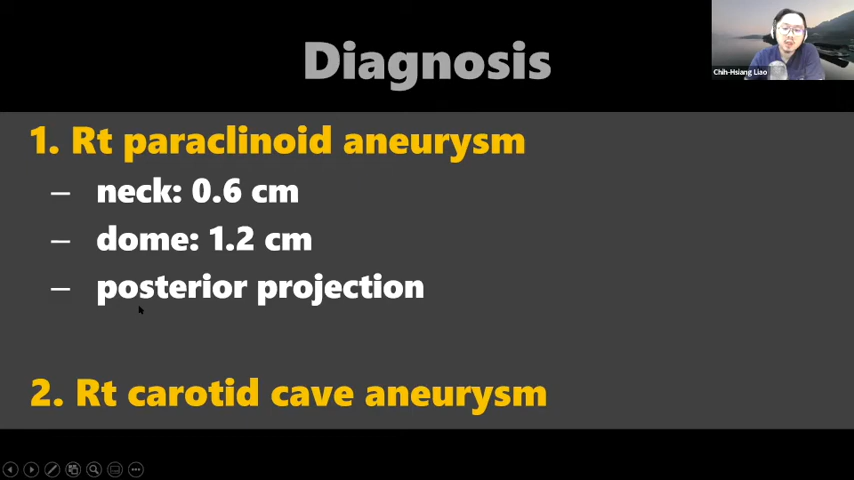 Diagnosis
Chih-Hsiang Liao
1. Rt paraclinoid aneurysm
– neck: 0.6 cm
– dome: 1.2 cm
– posterior projection
2. Rt carotid cave aneurysm